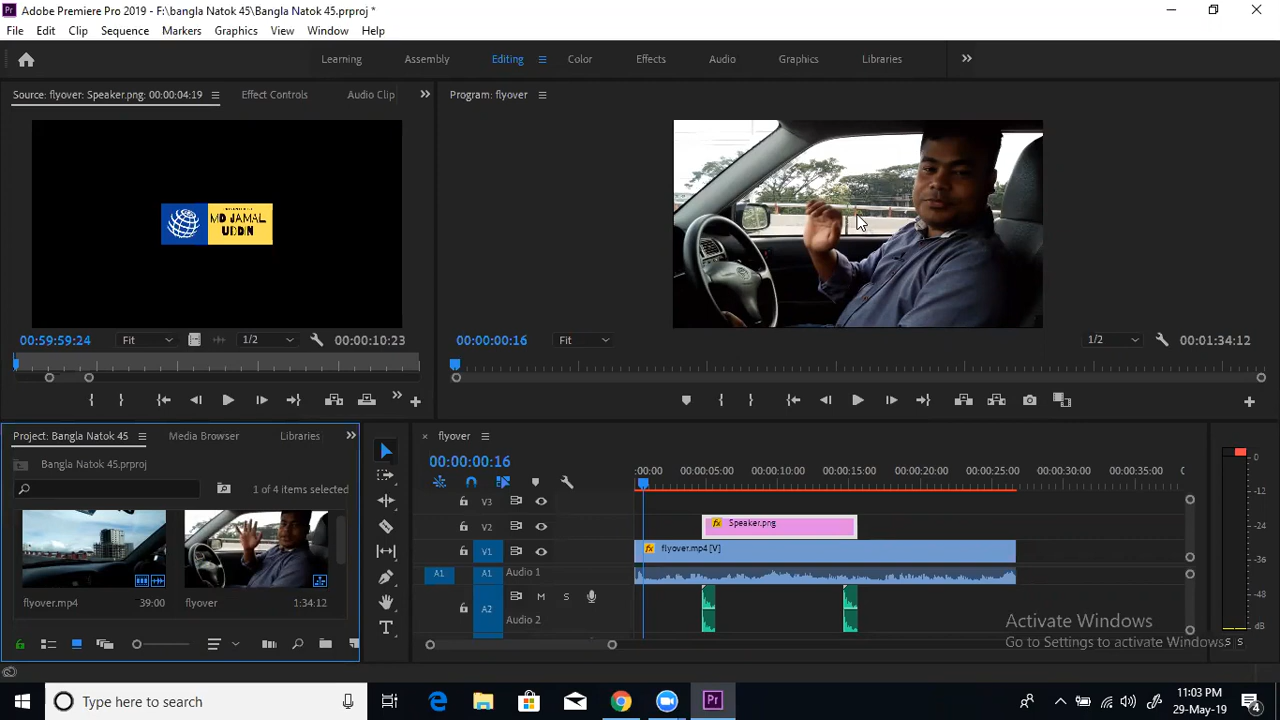 Adobe Premiere Pro 2019 - F:\bangla Natok 45\Bangla Natok 45.prproj *
File Edit Clip Sequence Markers Graphics View Window Help
Learning Assembly Editing Color Effects Audio Graphics Libraries
Source: flyover: Speaker.png: 00:00:04:19 Effect Controls Audio Clip
Program: flyover
MD JAMAL
UDDIN
00:59:59:24 Fit 1/2 00:00:10:23
00:00:00:16 Fit 1/2 00:01:34:12
Project: Bangla Natok 45 Media Browser Libraries
Bangla Natok 45.prproj
1 of 4 items selected
flyover.mp4 39:00
flyover 1:34:12
flyover
00:00:00:16
:00:00 00:00:05:00 00:00:10:00 00:00:15:00 00:00:20:00 00:00:25:00 00:00:30:00 00:00:35:00
V3
V2 Speaker.png
V1 flyover.mp4 [V]
A1 A1 Audio 1
A2 M S
Audio 2
0
-12
-24
-36
-48
dB
S S
Activate Windows
Go to Settings to activate Windows.
Type here to search
11:03 PM
29-May-19
4